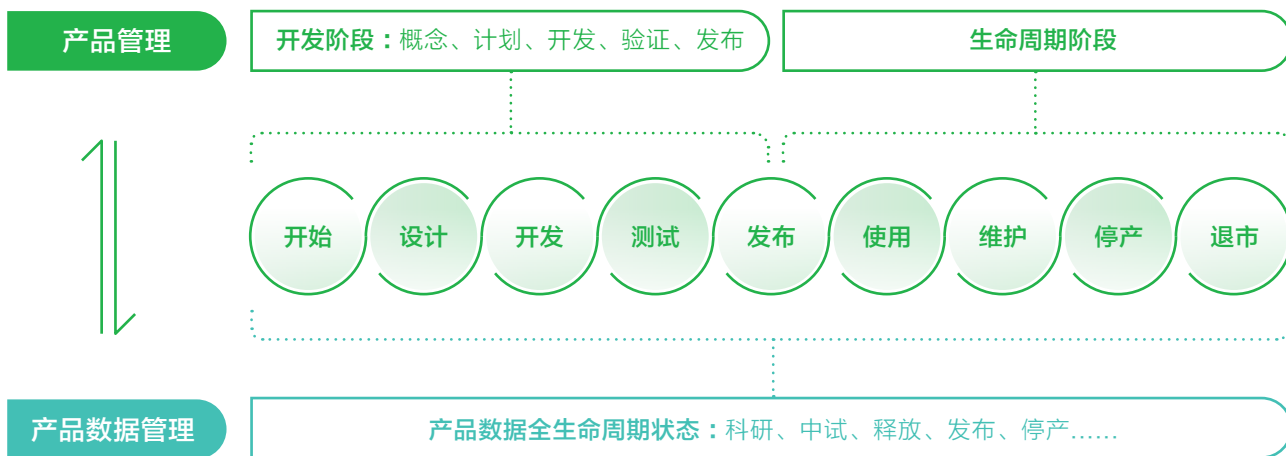 产品管理
开发阶段：概念、计划、开发、验证、发布
生命周期阶段
开始
设计
开发
测试
发布
使用
维护
停产
退市
产品数据管理
产品数据全生命周期状态：科研、中试、释放、发布、停产……